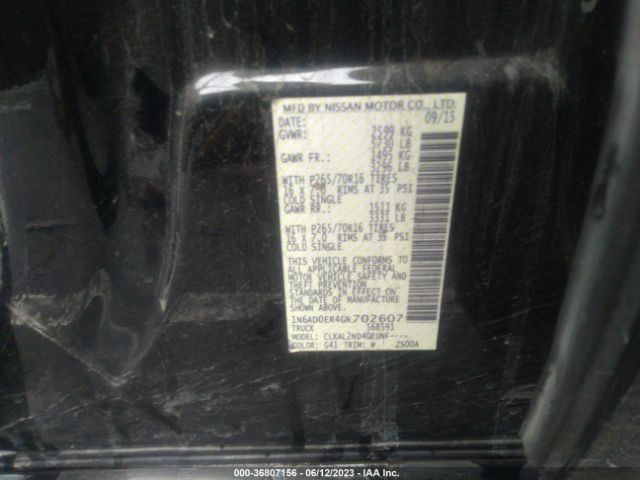 MFD BY NISSAN MOTOR CO., LTD.
DATE: 09/15
GVWR: 2599 KG
5730 LB
GAWR FR.: 1495 KG
3296 LB
WITH P265/70R16 TIRES
16 X 7.0 RIMS AT 35 PSI
COLD SINGLE
GAWR RR.: 1511 KG
3331 LB
WITH P265/70R16 TIRES
16 X 7.0 RIMS AT 35 PSI
COLD SINGLE
THIS VEHICLE CONFORMS TO
ALL APPLICABLE FEDERAL
MOTOR VEHICLE SAFETY AND
THEFT PREVENTION
STANDARDS IN EFFECT ON
THE DATE OF MANUFACTURE
SHOWN ABOVE.
1N6AD0ER4GN702607
TRUCK 568591
MODEL: CLKAL2ND4QEUNF----
COLOR: G41 TRIM: W 2S00A
000-36807156 - 06/12/2023 - IAA Inc.